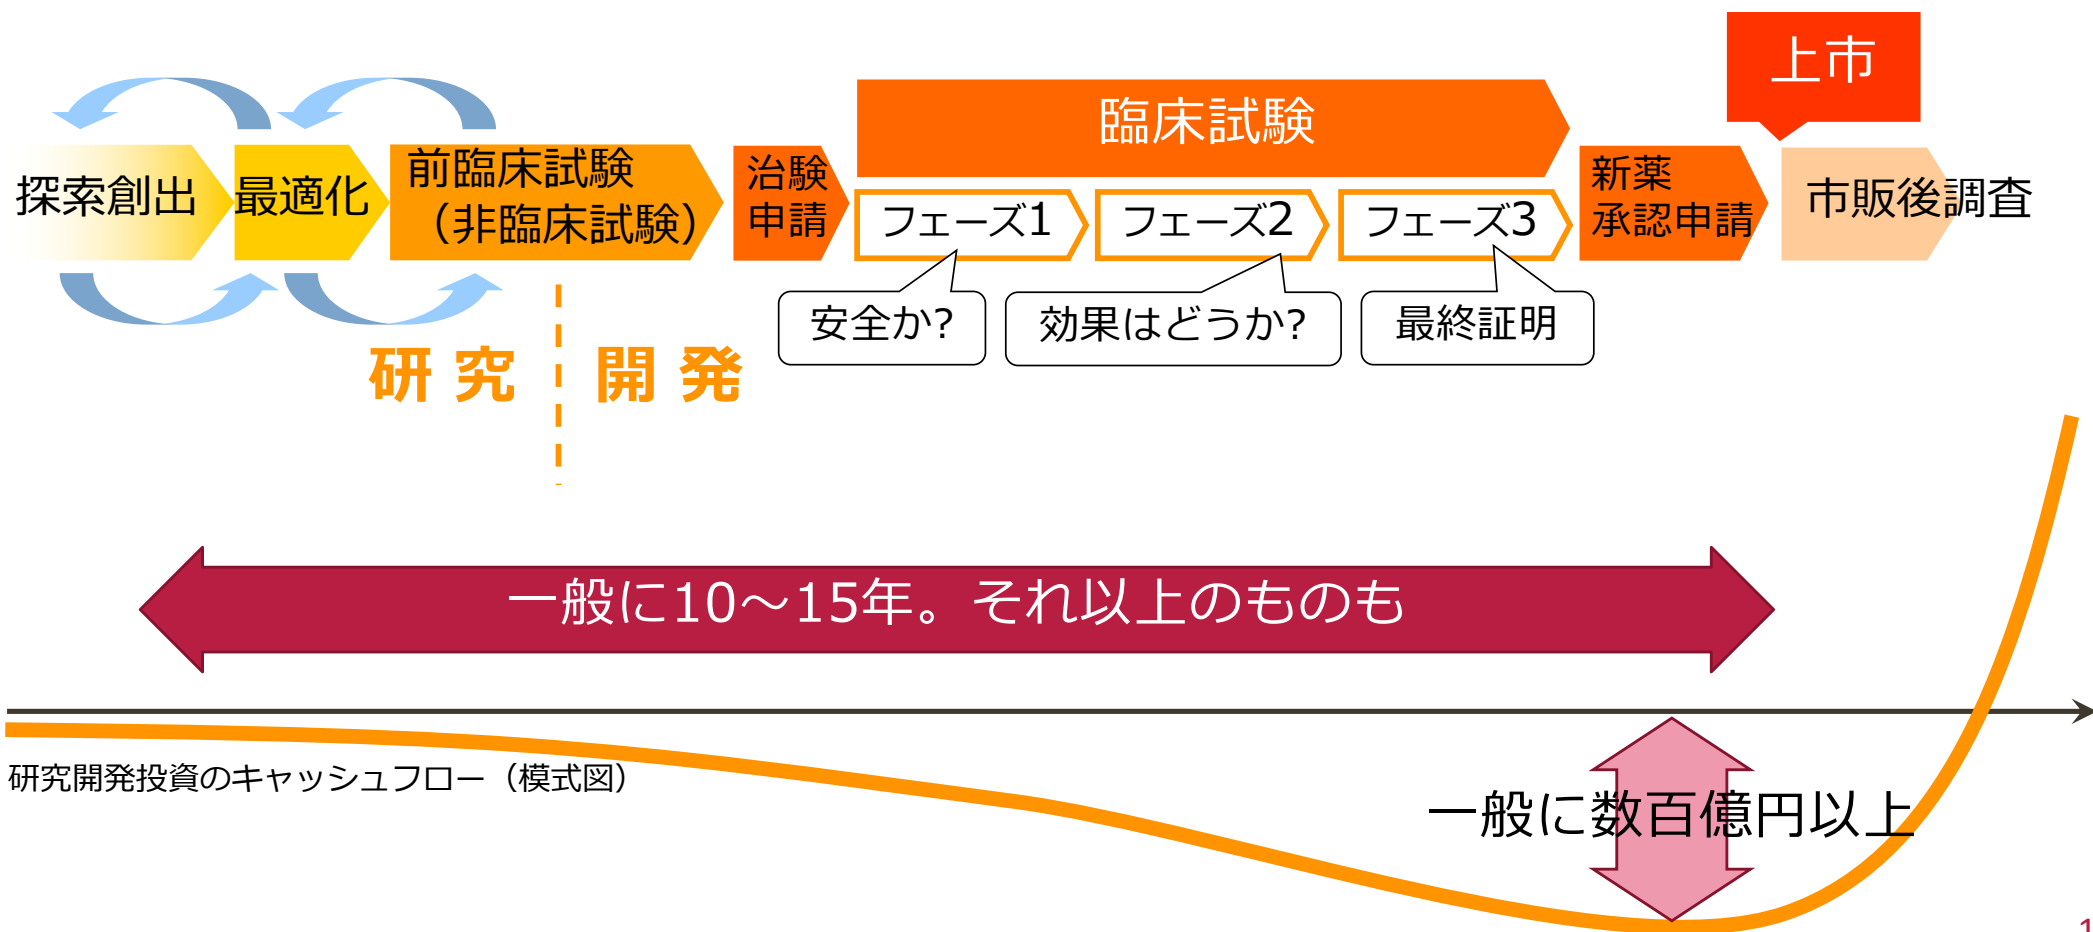 上市
臨床試験
探索創出
最適化
前臨床試験
（非臨床試験）
治験
申請
フェーズ1
フェーズ2
フェーズ3
新薬
承認申請
市販後調査
安全か?
効果はどうか?
最終証明
研 究
開 発
一般に10～15年。それ以上のものも
研究開発投資のキャッシュフロー（模式図）
一般に数百億円以上
1